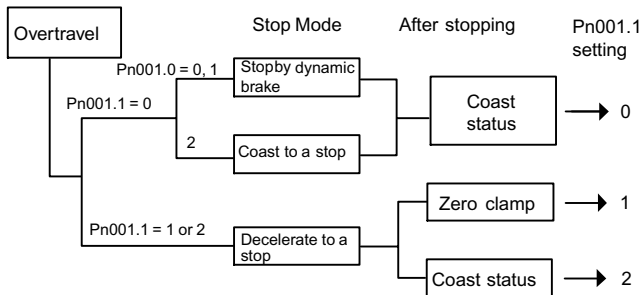 Stop Mode
After stopping
Pn001.1
setting
Overtravel
Pn001.0 = 0, 1
Stopby dynamic
brake
Pn001.1 = 0
Coast
status
0
2
Coast to a stop
Zero clamp
1
Pn001.1 = 1 or 2
Decelerate to a
stop
Coast status
2